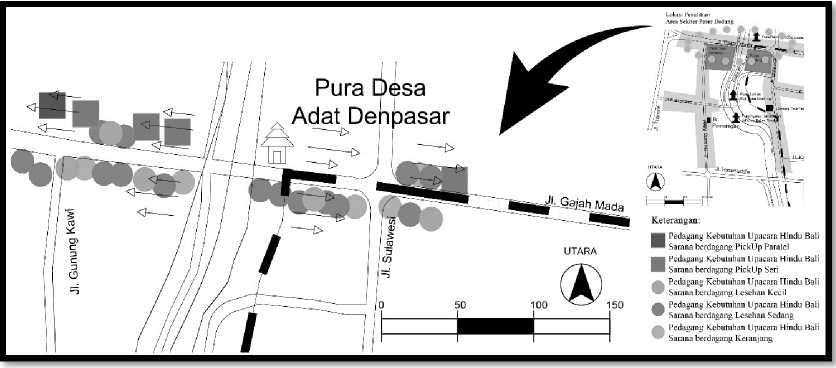 Lokasi Penelitian
Area Sekitar Pasar Badung
Pura Desa
Adat Denpasar
Jl. Gajah Mada
Jl. Gunung Kawi
Jl. Sulawesi
UTARA
0 50 100 150
UTARA
Keterangan:
Pedagang Kebutuhan Upacara Hindu Bali
Sarana berdagang PickUp Paralel
Pedagang Kebutuhan Upacara Hindu Bali
Sarana berdagang PickUp Seri
Pedagang Kebutuhan Upacara Hindu Bali
Sarana berdagang Lesehan Kecil
Pedagang Kebutuhan Upacara Hindu Bali
Sarana berdagang Lesehan Sedang
Pedagang Kebutuhan Upacara Hindu Bali
Sarana berdagang Keranjang